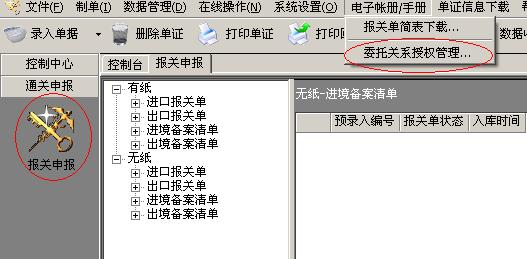 文件(F) 制单(I) 数据管理(D) 在线操作(N) 系统设置(O) 电子帐册/手册 单证信息下载
报关单简表下载...
委托关系授权管理...
录入单据 删除单证 打印单证 打印
控制中心
通关申报
报关申报
控制台 报关申报
有纸
进口报关单
出口报关单
进境备案清单
出境备案清单
无纸
进口报关单
出口报关单
进境备案清单
出境备案清单
无纸-进境备案清单
预录入编号 报关单状态 入库时间